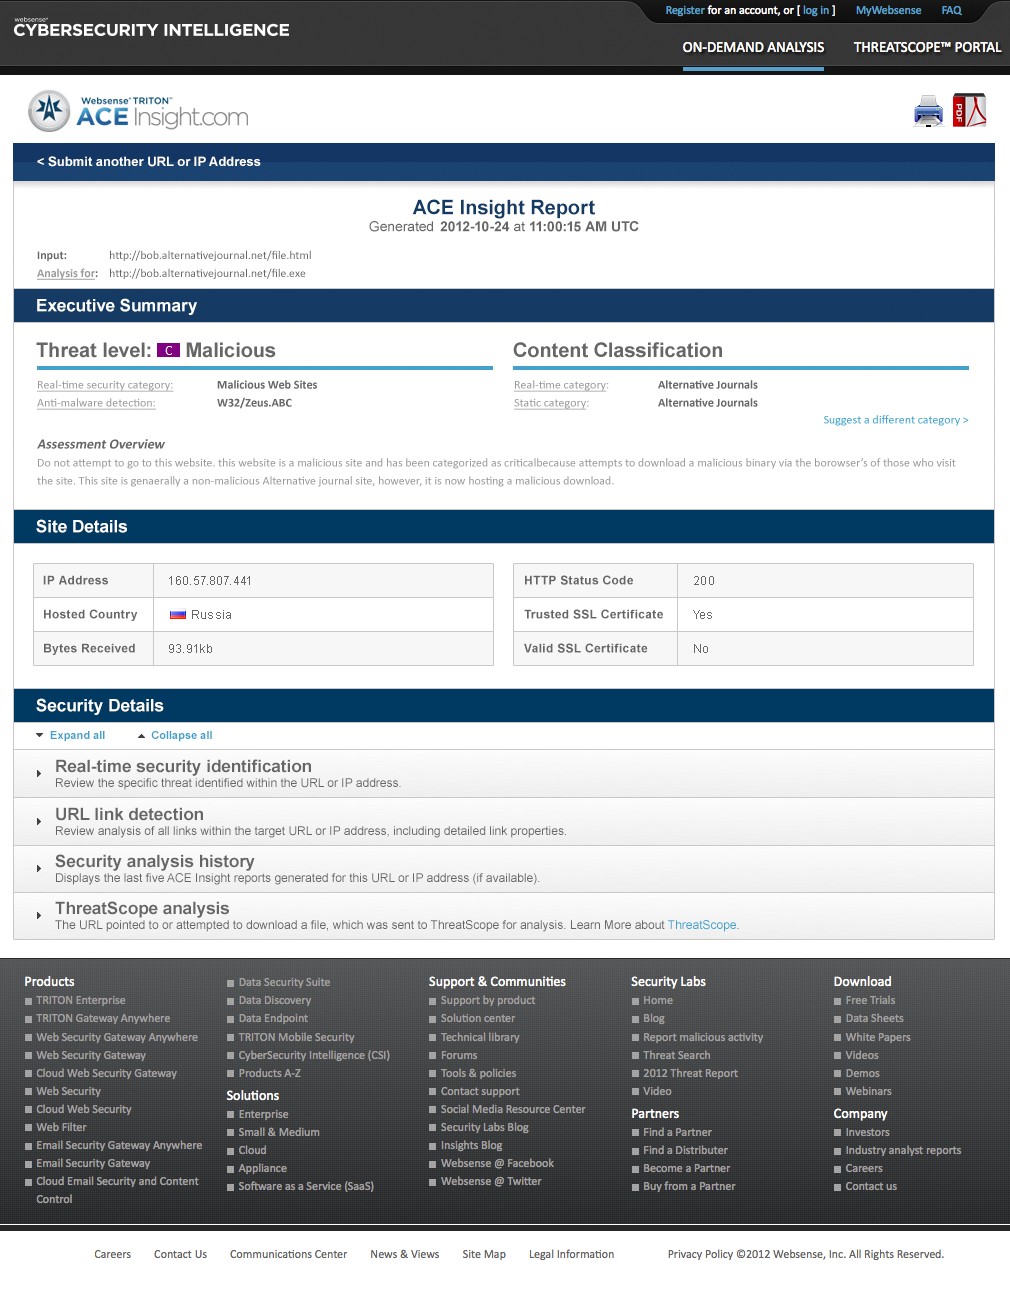 Register for an account, or [ log in ] MyWebsense FAQ
websense®
CYBERSECURITY INTELLIGENCE
ON-DEMAND ANALYSIS THREATSCOPE™ PORTAL
Websense® TRITON™
ACE Insight.com
PDF
< Submit another URL or IP Address
ACE Insight Report
Generated 2012-10-24 at 11:00:15 AM UTC
Input: http://bob.alternativejournal.net/file.html
Analysis for: http://bob.alternativejournal.net/file.exe
Executive Summary
Threat level: C Malicious
Real-time security category: Malicious Web Sites
Anti-malware detection: W32/Zeus.ABC
Content Classification
Real-time category: Alternative Journals
Static category: Alternative Journals
Suggest a different category >
Assessment Overview
Do not attempt to go to this website. this website is a malicious site and has been categorized as criticalbecause attempts to download a malicious binary via the borowser's of those who visit
the site. This site is genaerally a non-malicious Alternative journal site, however, it is now hosting a malicious download.
Site Details
IP Address 160.57.807.441
Hosted Country Russia
Bytes Received 93.91kb
HTTP Status Code 200
Trusted SSL Certificate Yes
Valid SSL Certificate No
Security Details
Expand all Collapse all
Real-time security identification
Review the specific threat identified within the URL or IP address.
URL link detection
Review analysis of all links within the target URL or IP address, including detailed link properties.
Security analysis history
Displays the last five ACE Insight reports generated for this URL or IP address (if available).
ThreatScope analysis
The URL pointed to or attempted to download a file, which was sent to ThreatScope for analysis. Learn More about ThreatScope.
Products
TRITON Enterprise
TRITON Gateway Anywhere
Web Security Gateway Anywhere
Web Security Gateway
Cloud Web Security Gateway
Web Security
Cloud Web Security
Web Filter
Email Security Gateway Anywhere
Email Security Gateway
Cloud Email Security and Content
Control
Data Security Suite
Data Discovery
Data Endpoint
TRITON Mobile Security
CyberSecurity Intelligence (CSI)
Products A-Z
Solutions
Enterprise
Small & Medium
Cloud
Appliance
Software as a Service (SaaS)
Support & Communities
Support by product
Solution center
Technical library
Forums
Tools & policies
Contact support
Social Media Resource Center
Security Labs Blog
Insights Blog
Websense @ Facebook
Websense @ Twitter
Security Labs
Home
Blog
Report malicious activity
Threat Search
2012 Threat Report
Video
Partners
Find a Partner
Find a Distributer
Become a Partner
Buy from a Partner
Download
Free Trials
Data Sheets
White Papers
Videos
Demos
Webinars
Company
Investors
Industry analyst reports
Careers
Contact us
Careers Contact Us Communications Center News & Views Site Map Legal Information Privacy Policy ©2012 Websense, Inc. All Rights Reserved.